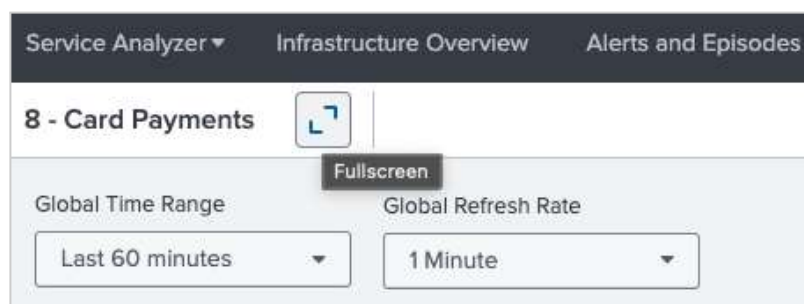 Service Analyzer Infrastructure Overview Alerts and Episodes
8 - Card Payments
Fullscreen
Global Time Range Global Refresh Rate
Last 60 minutes 1 Minute